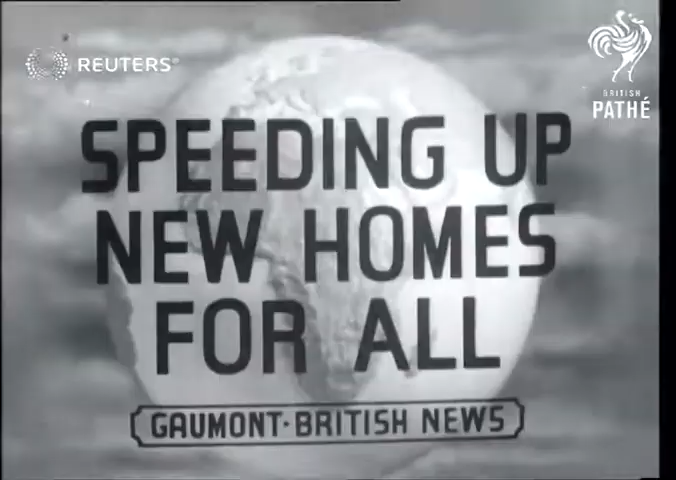 REUTERS
BRITISH
PATHÉ
SPEEDING UP
NEW HOMES
FOR ALL
GAUMONT-BRITISH NEWS